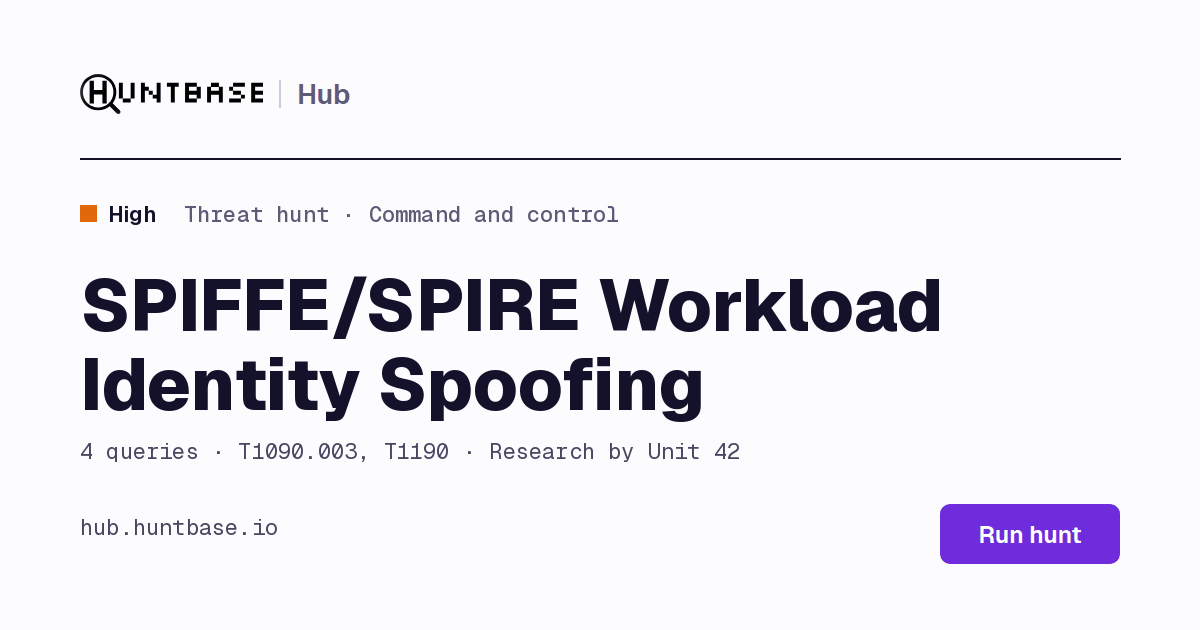 HUNTBASE Hub
High Threat hunt · Command and control
SPIFFE/SPIRE Workload
Identity Spoofing
4 queries · T1090.003, T1190 · Research by Unit 42
hub.huntbase.io
Run hunt